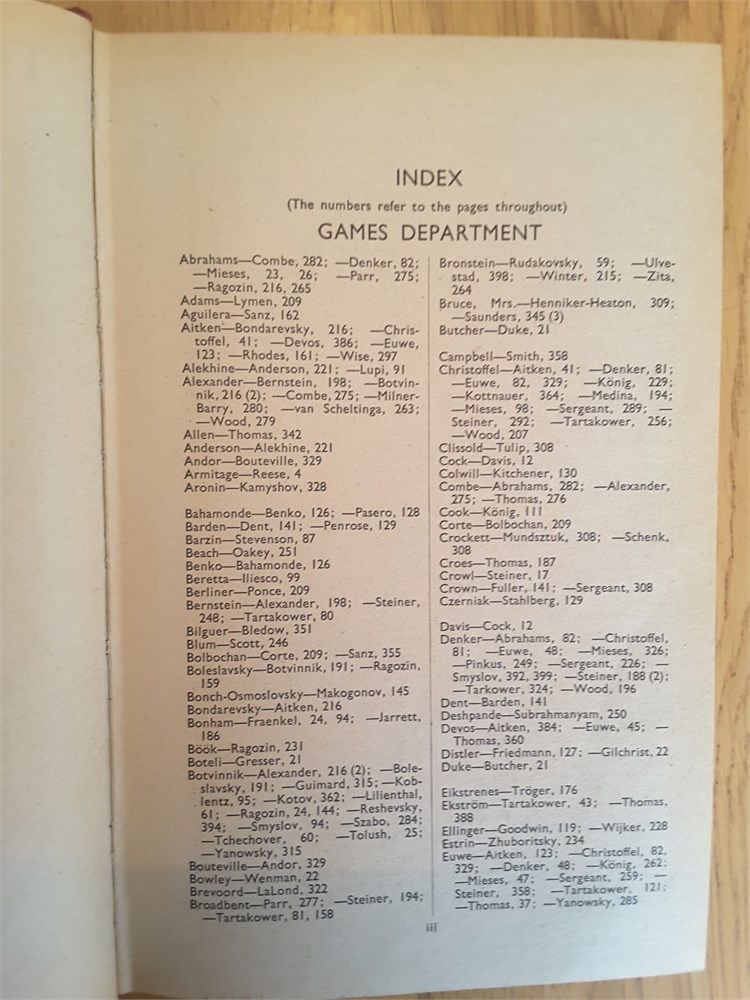 INDEX
(The numbers refer to the pages throughout)
GAMES DEPARTMENT
Abrahams—Combe, 282; —Denker, 82;
—Mieses, 23, 26; —Parr, 275;
—Ragozin, 216, 265
Adams—Lymen, 209
Aguilera—Sanz, 162
Aitken—Bondarevsky, 216; —Chris-
toffel, 41; —Devos, 386; —Euwe,
123; —Rhodes, 161; —Wise, 297
Alekhine—Anderson, 221; —Lupi, 91
Alexander—Bernstein, 198; —Botvin-
nik, 216 (2); —Combe, 275; —Milner-
Barry, 280; —van Scheltinga, 263;
—Wood, 279
Allen—Thomas, 342
Anderson—Alekhine, 221
Andor—Bouteville, 329
Armitage—Reese, 4
Aronin—Kamyshov, 328
Bahamonde—Benko, 126; —Pasero, 128
Barden—Dent, 141; —Penrose, 129
Barzin—Stevenson, 87
Beach—Oakey, 251
Benko—Bahamonde, 126
Beretta—Iliesco, 99
Berliner—Ponce, 209
Bernstein—Alexander, 198; —Steiner,
248; —Tartakower, 80
Bilguer—Bledow, 351
Blum—Scott, 246
Bolbochan—Corte, 209; —Sanz, 355
Boleslavsky—Botvinnik, 191; —Ragozin,
159
Bonch-Osmoslovsky—Makogonov, 145
Bondarevsky—Aitken, 216
Bonham—Fraenkel, 24, 94; —Jarrett,
186
Böök—Ragozin, 231
Boteli—Gresser, 21
Botvinnik—Alexander, 216 (2); —Bole-
slavsky, 191; —Guimard, 315; —Kob-
lentz, 95; —Kotov, 362; —Lilienthal,
61; —Ragozin, 24, 144; —Reshevsky,
394; —Smyslov, 94; —Szabo, 284;
—Tchechover, 60; —Tolush, 25;
—Yanowsky, 315
Bouteville—Andor, 329
Bowley—Wenman, 22
Brevoord—LaLond, 322
Broadbent—Parr, 277; —Steiner, 194;
—Tartakower, 81, 158
Bronstein—Rudakovsky, 59; —Ulve-
stad, 398; —Winter, 215; —Zita,
264
Bruce, Mrs.—Henniker-Heaton, 309;
—Saunders, 345 (3)
Butcher—Duke, 21
Campbell—Smith, 358
Christoffel—Aitken, 41; —Denker, 81;
—Euwe, 82, 329; —König, 229;
—Kottnauer, 364; —Medina, 194;
—Mieses, 98; —Sergeant, 289; —
Steiner, 292; —Tartakower, 256;
—Wood, 207
Clissold—Tulip, 308
Cock—Davis, 12
Colwill—Kitchener, 130
Combe—Abrahams, 282; —Alexander,
275; —Thomas, 276
Cook—König, 111
Corte—Bolbochan, 209
Crockett—Mundsztuk, 308; —Schenk,
308
Croes—Thomas, 187
Crowl—Steiner, 17
Crown—Fuller, 141; —Sergeant, 308
Czerniak—Stahlberg, 129
Davis—Cock, 12
Denker—Abrahams, 82; —Christoffel,
81; —Euwe, 48; —Mieses, 326;
—Pinkus, 249; —Sergeant, 226; —
Smyslov, 392, 399; —Steiner, 188 (2);
—Tarkower, 324; —Wood, 196
Dent—Barden, 141
Deshpande—Subrahmanyam, 250
Devos—Aitken, 384; —Euwe, 45; —
Thomas, 360
Distler—Friedmann, 127; —Gilchrist, 22
Duke—Butcher, 21
Eikstrenes—Tröger, 176
Ekström—Tartakower, 43; —Thomas,
388
Ellinger—Goodwin, 119; —Wijker, 228
Estrin—Zhuboritsky, 234
Euwe—Aitken, 123; —Christoffel, 82,
329; —Denker, 48; —König, 262;
—Mieses, 47; —Sergeant, 259; —
Steiner, 358; —Tartakower, 121;
—Thomas, 37; —Yanowsky, 285
iii